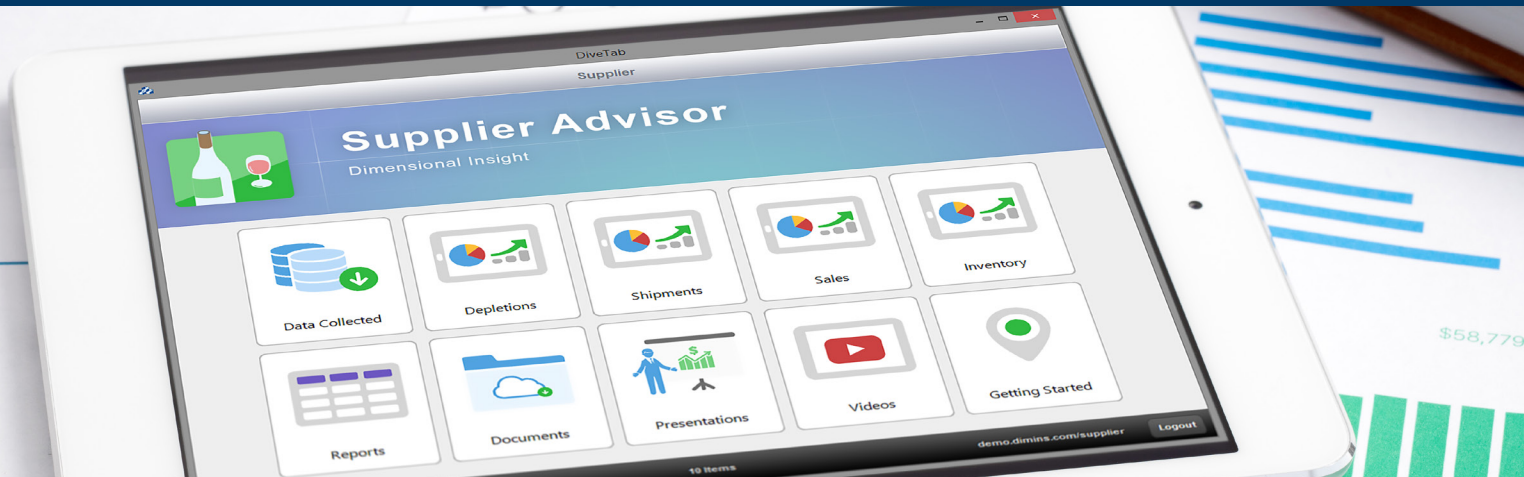 DiveTab
Supplier
Supplier Advisor
Dimensional Insight
Data Collected
Depletions
Shipments
Sales
Inventory
Reports
Documents
Presentations
Videos
Getting Started
10 Items
demo.dimins.com/supplier
Logout
$58,779